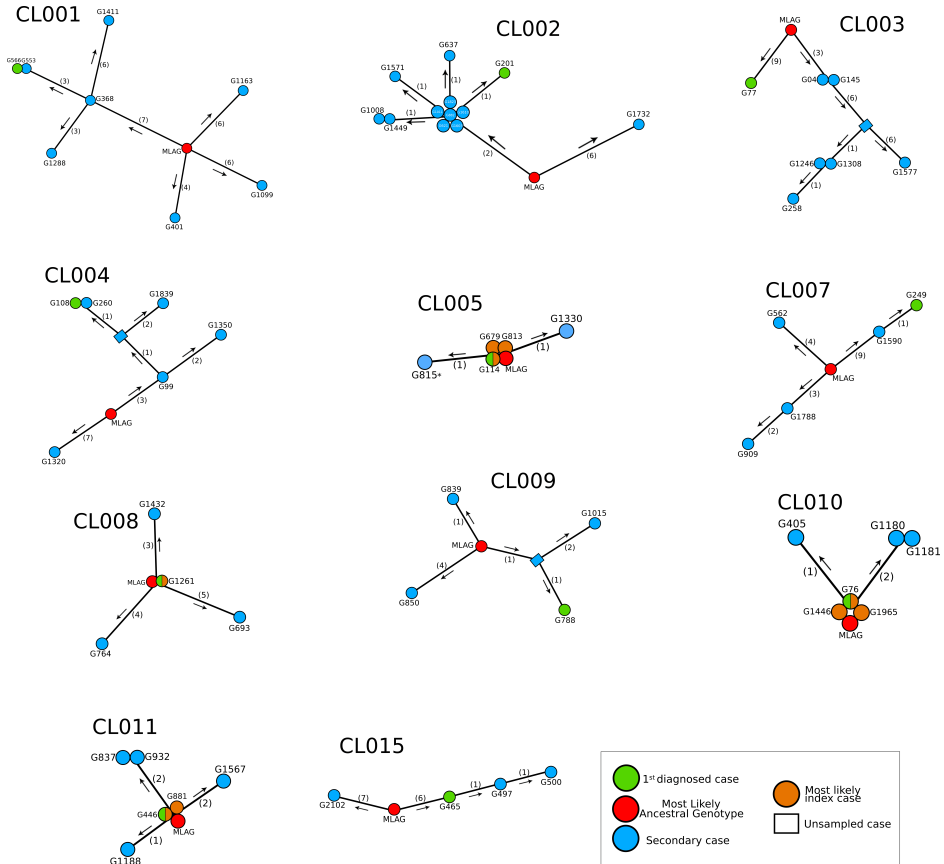 CL001
G1411
G566G553
(3)
(6)
G368
(3)
G1288
(7)
G1163
(6)
MLAG
(6)
G1099
(4)
G401
CL002
G637
G1571
G201
(1)
(1)
(1)
G1008
(1)
G1449
G1732
(2)
(6)
MLAG
CL003
MLAG
(3)
(9)
G77
G04
G145
(6)
(6)
(1)
G1246
G1308
G1577
(1)
G258
CL004
G108
G260
G1839
(1)
(2)
G1350
(1)
(2)
G99
(3)
MLAG
(7)
G1320
CL005
G679
G813
G1330
(1)
(1)
G815+
G114
MLAG
CL007
G249
G562
(1)
G1590
(4)
(9)
MLAG
(3)
G1788
(2)
G909
CL008
G1432
(3)
MLAG
G1261
(5)
(4)
G693
G764
CL009
G839
G1015
(1)
MLAG
(2)
(1)
(4)
(1)
G850
G788
CL010
G405
G1180
G1181
(1)
(2)
G76
G1446
G1965
MLAG
CL011
G837
G932
G1567
(2)
G881
(2)
G446
MLAG
(1)
G1188
CL015
G2102
(7)
MLAG
(6)
G465
(1)
G497
(1)
G500
1st diagnosed case
Most Likely
Ancestral Genotype
Secondary case
Most likely
index case
Unsampled case